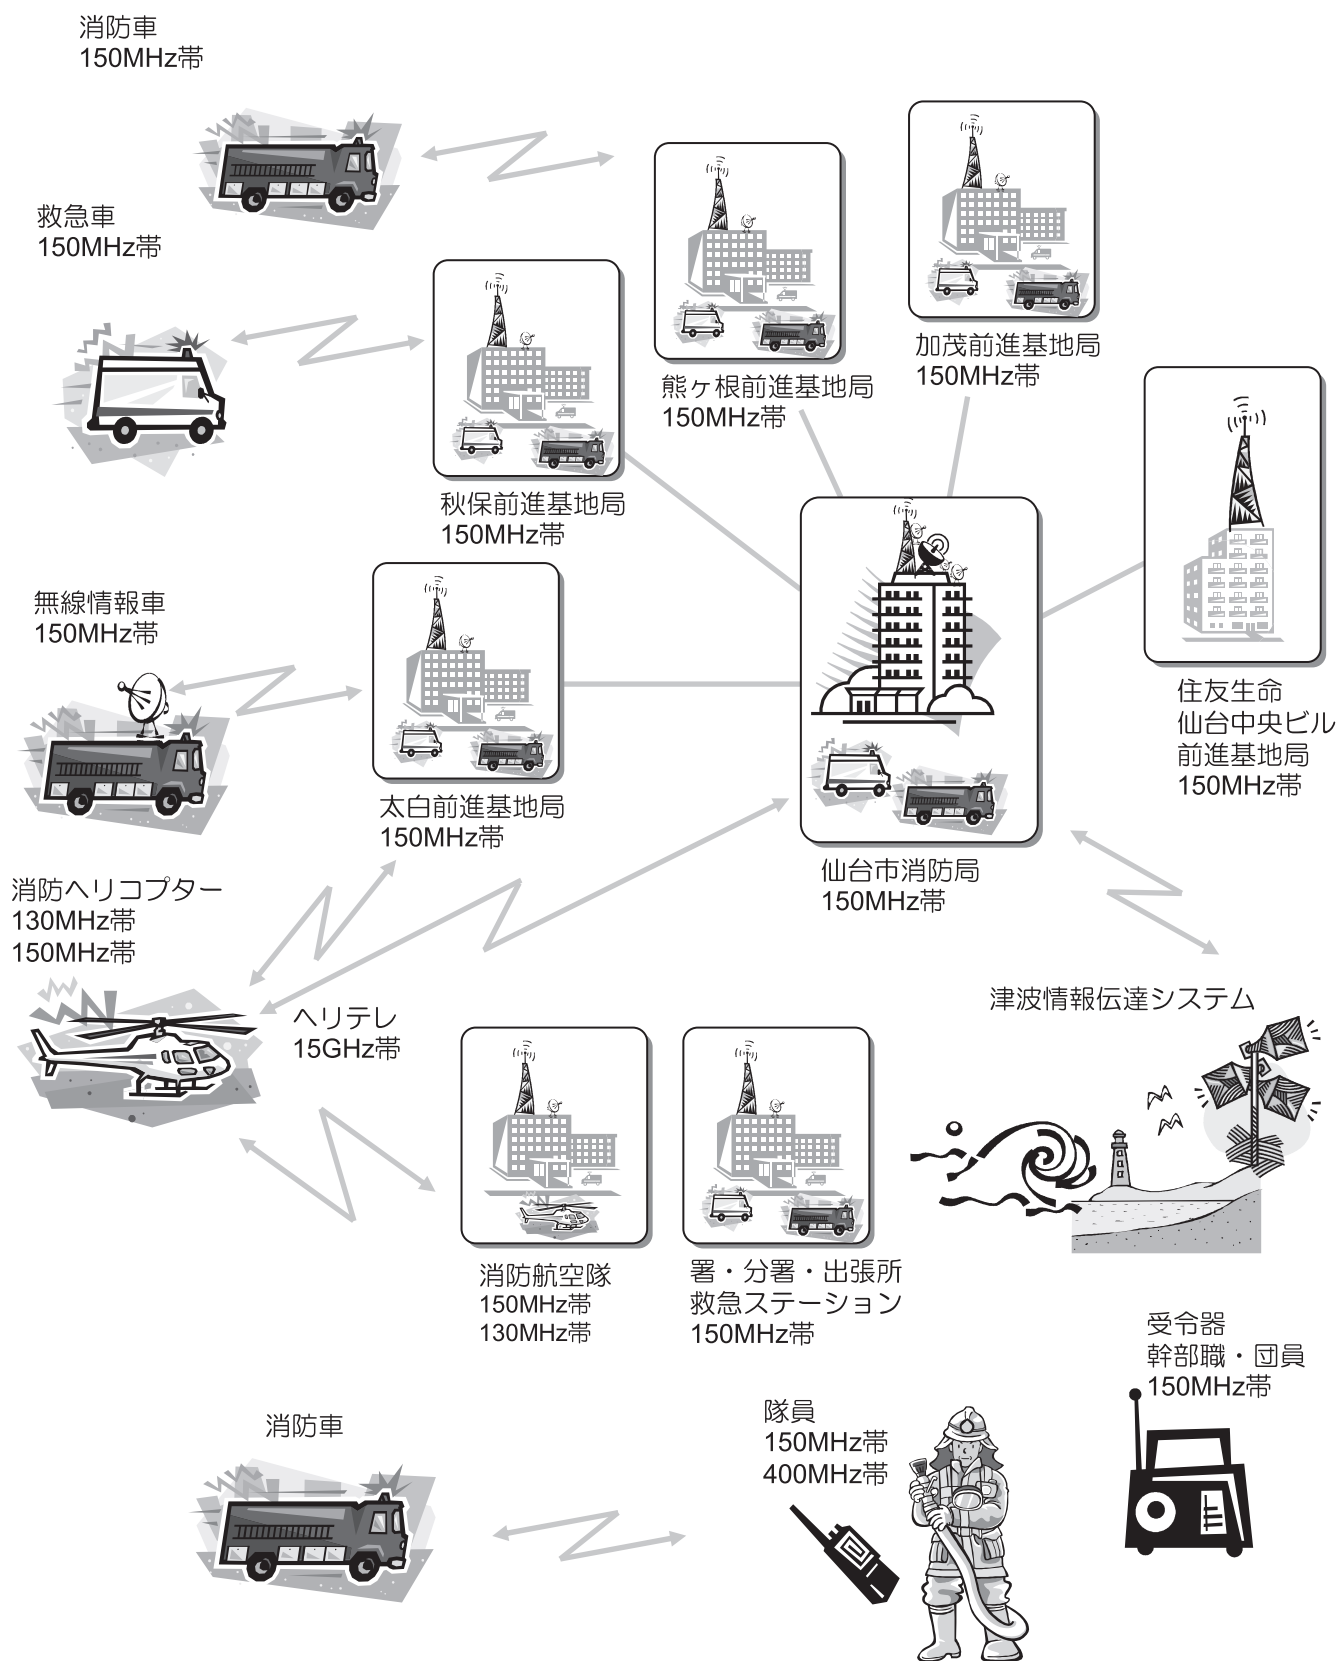 消防車
150MHz帯
救急車
150MHz帯
熊ヶ根前進基地局
150MHz帯
加茂前進基地局
150MHz帯
秋保前進基地局
150MHz帯
無線情報車
150MHz帯
太白前進基地局
150MHz帯
住友生命
仙台中央ビル
前進基地局
150MHz帯
仙台市消防局
150MHz帯
消防ヘリコプター
130MHz帯
150MHz帯
ヘリテレ
15GHz帯
津波情報伝達システム
消防航空隊
150MHz帯
130MHz帯
署・分署・出張所
救急ステーション
150MHz帯
受令器
幹部職・団員
150MHz帯
消防車
隊員
150MHz帯
400MHz帯